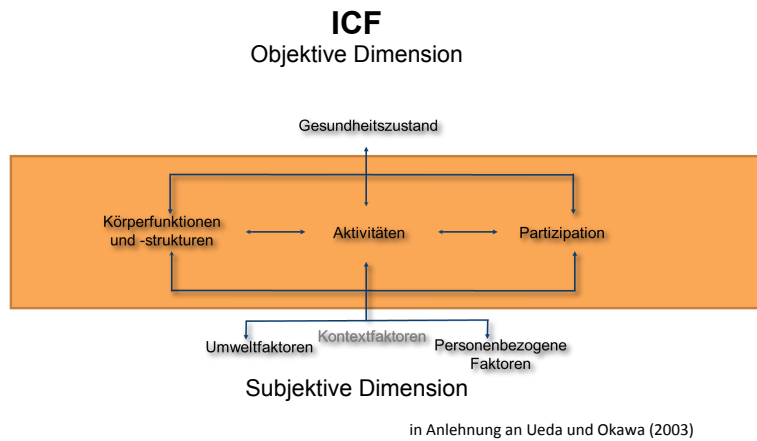 ICF
Objektive Dimension
Gesundheitszustand
Körperfunktionen
und -strukturen
Aktivitäten
Partizipation
Kontextfaktoren
Umweltfaktoren
Personenbezogene
Faktoren
Subjektive Dimension
in Anlehnung an Ueda und Okawa (2003)